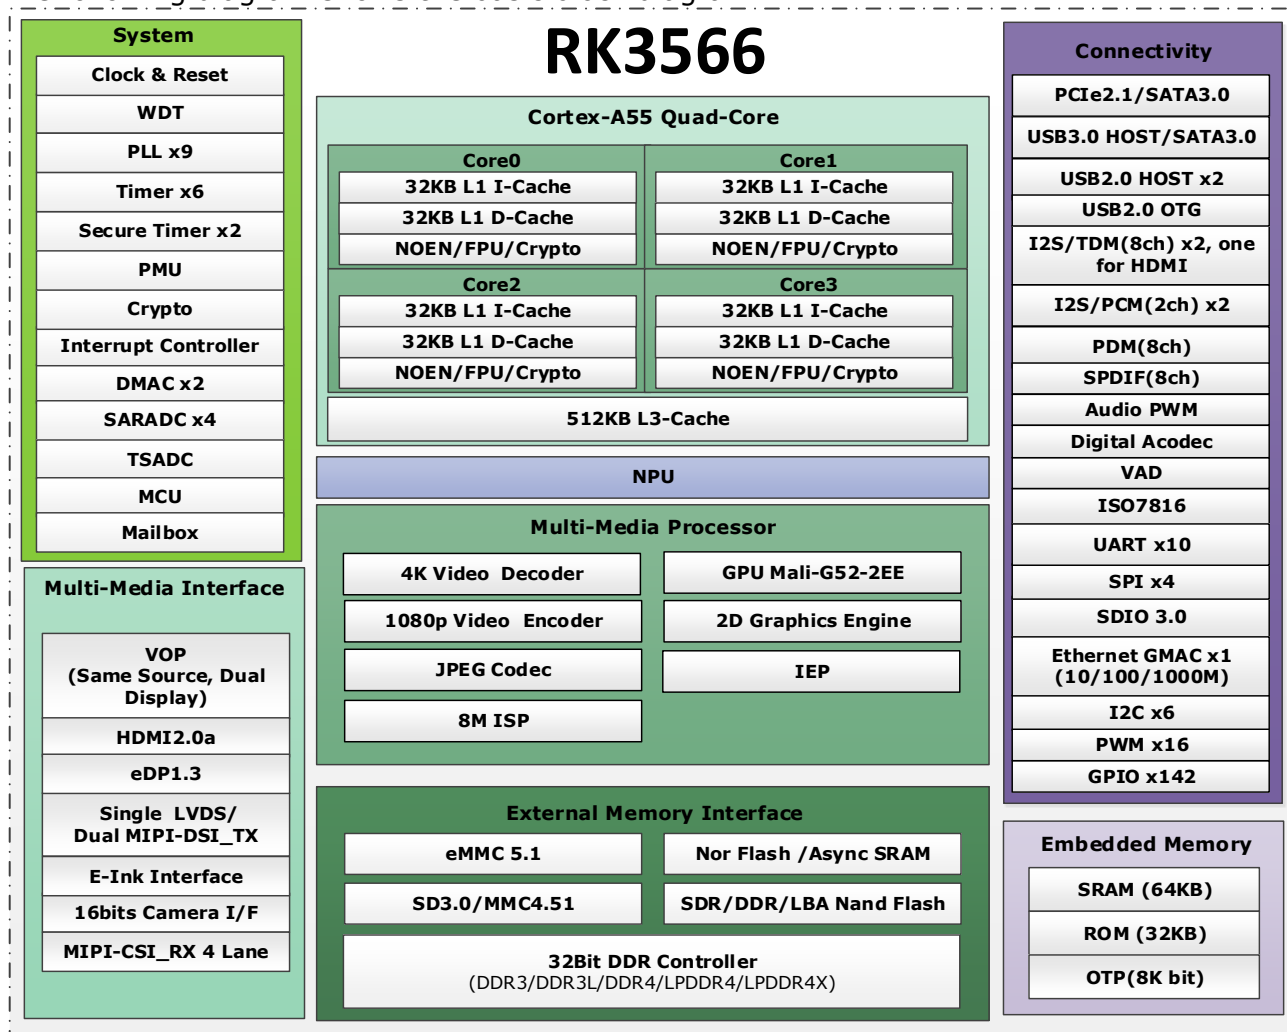 RK3566
System
Clock & Reset
WDT
PLL x9
Timer x6
Secure Timer x2
PMU
Crypto
Interrupt Controller
DMAC x2
SARADC x4
TSADC
MCU
Mailbox
Multi-Media Interface
VOP
(Same Source, Dual
Display)
HDMI2.0a
eDP1.3
Single LVDS/
Dual MIPI-DSI_TX
E-Ink Interface
16bits Camera I/F
MIPI-CSI_RX 4 Lane
Cortex-A55 Quad-Core
Core0
32KB L1 I-Cache
32KB L1 D-Cache
NOEN/FPU/Crypto
Core1
32KB L1 I-Cache
32KB L1 D-Cache
NOEN/FPU/Crypto
Core2
32KB L1 I-Cache
32KB L1 D-Cache
NOEN/FPU/Crypto
Core3
32KB L1 I-Cache
32KB L1 D-Cache
NOEN/FPU/Crypto
512KB L3-Cache
NPU
Multi-Media Processor
4K Video Decoder
1080p Video Encoder
JPEG Codec
8M ISP
GPU Mali-G52-2EE
2D Graphics Engine
IEP
External Memory Interface
eMMC 5.1
Nor Flash /Async SRAM
SD3.0/MMC4.51
SDR/DDR/LBA Nand Flash
32Bit DDR Controller
(DDR3/DDR3L/DDR4/LPDDR4/LPDDR4X)
Connectivity
PCIe2.1/SATA3.0
USB3.0 HOST/SATA3.0
USB2.0 HOST x2
USB2.0 OTG
I2S/TDM(8ch) x2, one
for HDMI
I2S/PCM(2ch) x2
PDM(8ch)
SPDIF(8ch)
Audio PWM
Digital Acodec
VAD
ISO7816
UART x10
SPI x4
SDIO 3.0
Ethernet GMAC x1
(10/100/1000M)
I2C x6
PWM x16
GPIO x142
Embedded Memory
SRAM (64KB)
ROM (32KB)
OTP(8K bit)